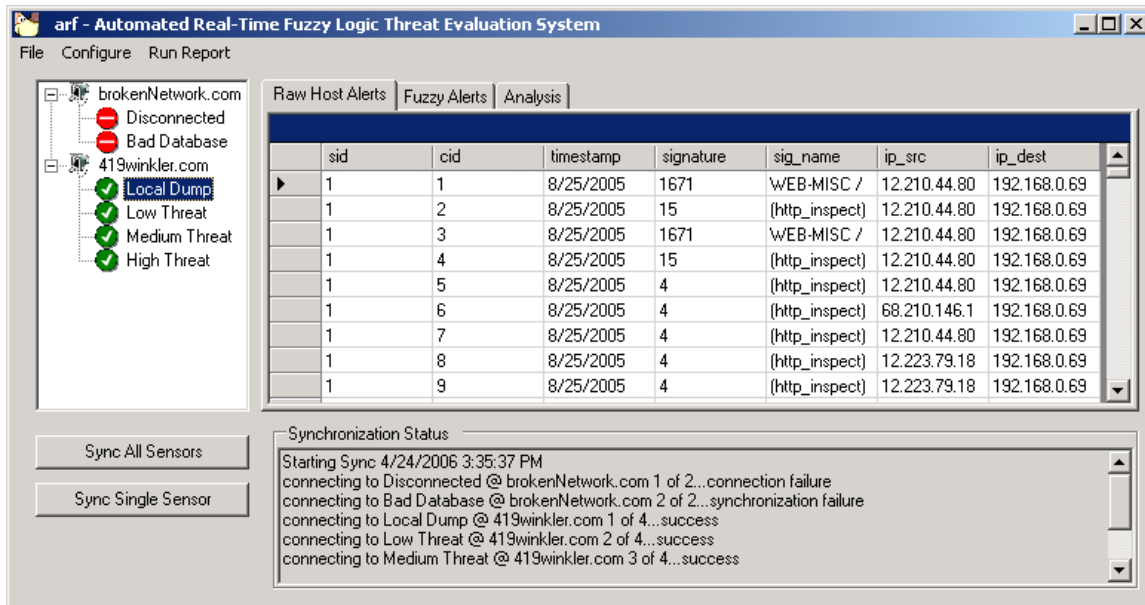 arf - Automated Real-Time Fuzzy Logic Threat Evaluation System
File Configure Run Report
brokenNetwork.com
Disconnected
Bad Database
419winkler.com
Local Dump
Low Threat
Medium Threat
High Threat
Raw Host Alerts Fuzzy Alerts Analysis
sid cid timestamp signature sig_name ip_src ip_dest
1 1 8/25/2005 1671 WEB-MISC / 12.210.44.80 192.168.0.69
1 2 8/25/2005 15 (http_inspect) 12.210.44.80 192.168.0.69
1 3 8/25/2005 1671 WEB-MISC / 12.210.44.80 192.168.0.69
1 4 8/25/2005 15 (http_inspect) 12.210.44.80 192.168.0.69
1 5 8/25/2005 4 (http_inspect) 12.210.44.80 192.168.0.69
1 6 8/25/2005 4 (http_inspect) 68.210.146.1 192.168.0.69
1 7 8/25/2005 4 (http_inspect) 12.210.44.80 192.168.0.69
1 8 8/25/2005 4 (http_inspect) 12.223.79.18 192.168.0.69
1 9 8/25/2005 4 (http_inspect) 12.223.79.18 192.168.0.69
Sync All Sensors
Sync Single Sensor
Synchronization Status
Starting Sync 4/24/2006 3:35:37 PM
connecting to Disconnected @ brokenNetwork.com 1 of 2...connection failure
connecting to Bad Database @ brokenNetwork.com 2 of 2...synchronization failure
connecting to Local Dump @ 419winkler.com 1 of 4...success
connecting to Low Threat @ 419winkler.com 2 of 4...success
connecting to Medium Threat @ 419winkler.com 3 of 4...success